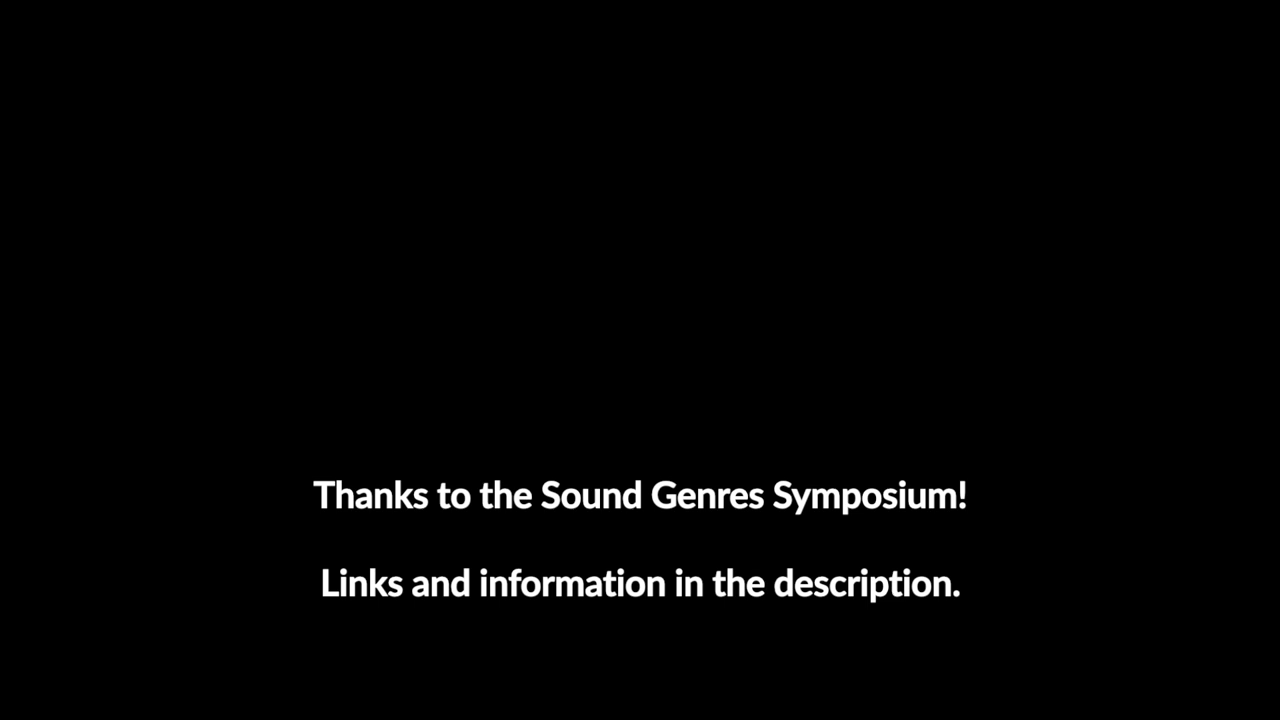 Thanks to the Sound Genres Symposium!
Links and information in the description.